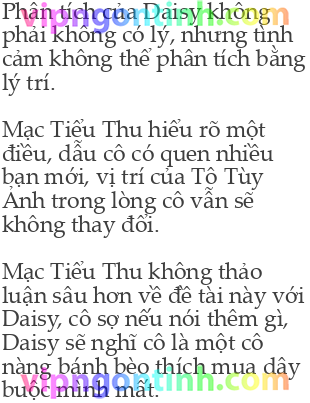 Phân tích của Daisy không
phải không có lý, nhưng tình
cảm không thể phân tích bằng
lý trí.
Mạc Tiểu Thu hiểu rõ một
điều, dẫu cô có quen nhiều
bạn mới, vị trí của Tô Tùy
Ảnh trong lòng cô vẫn sẽ
không thay đổi.
Mạc Tiểu Thu không thảo
luận sâu hơn về đề tài này với
Daisy, cô sợ nếu nói thêm gì,
Daisy sẽ nghĩ cô là một cô
nàng bánh bèo thích mua dây
buộc mình mất.
vipngontinh.com
vipngontinh.com